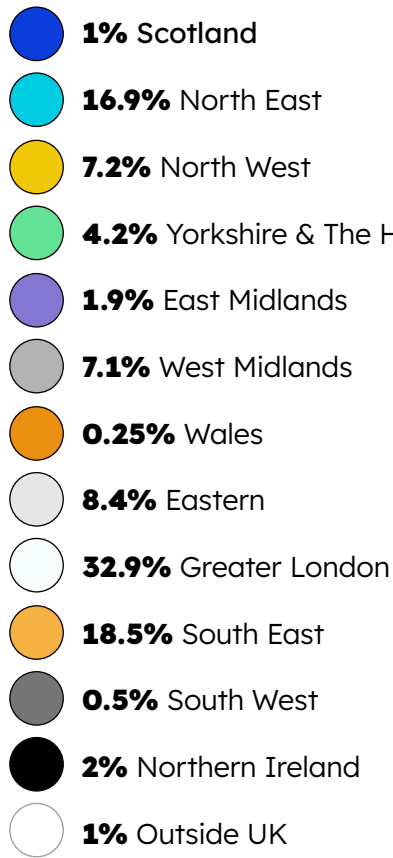 1% Scotland
16.9% North East
7.2% North West
4.2% Yorkshire & The H
1.9% East Midlands
7.1% West Midlands
0.25% Wales
8.4% Eastern
32.9% Greater London
18.5% South East
0.5% South West
2% Northern Ireland
1% Outside UK